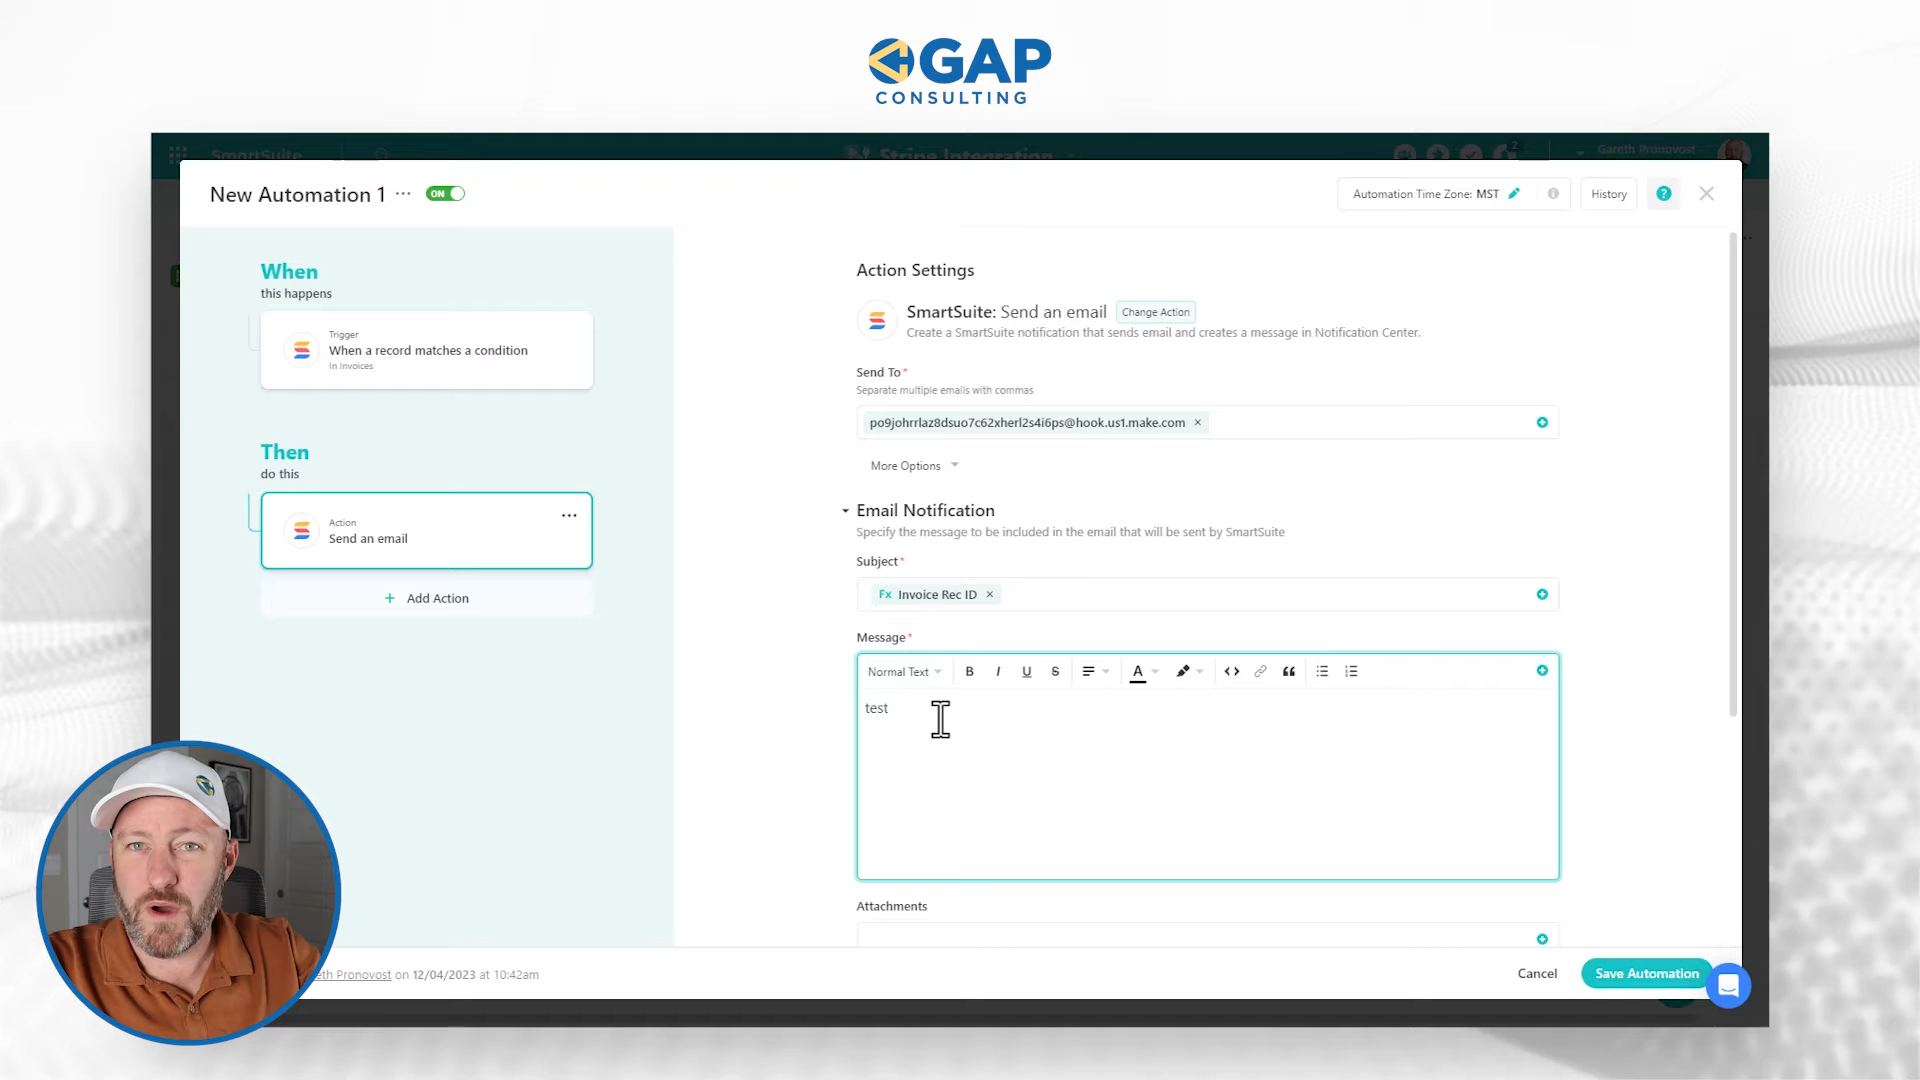 GAP
CONSULTING
SmartSuite
Stripe Integration
2
Gareth Pronovost
New Automation 1 ...
ON
Automation Time Zone: MST
History
?
When
this happens
Trigger
When a record matches a condition
In Invoices
Then
do this
Action
Send an email
...
+ Add Action
Action Settings
SmartSuite: Send an email
Change Action
Create a SmartSuite notification that sends email and creates a message in Notification Center.
Send To*
Separate multiple emails with commas
po9johrrlaz8dsuo7c62xherl2s4i6ps@hook.us1.make.com ×
More Options
Email Notification
Specify the message to be included in the email that will be sent by SmartSuite
Subject*
Fx Invoice Rec ID ×
Message*
Normal Text B I U S A
test
Attachments
eth Pronovost on 12/04/2023 at 10:42am
Cancel
Save Automation